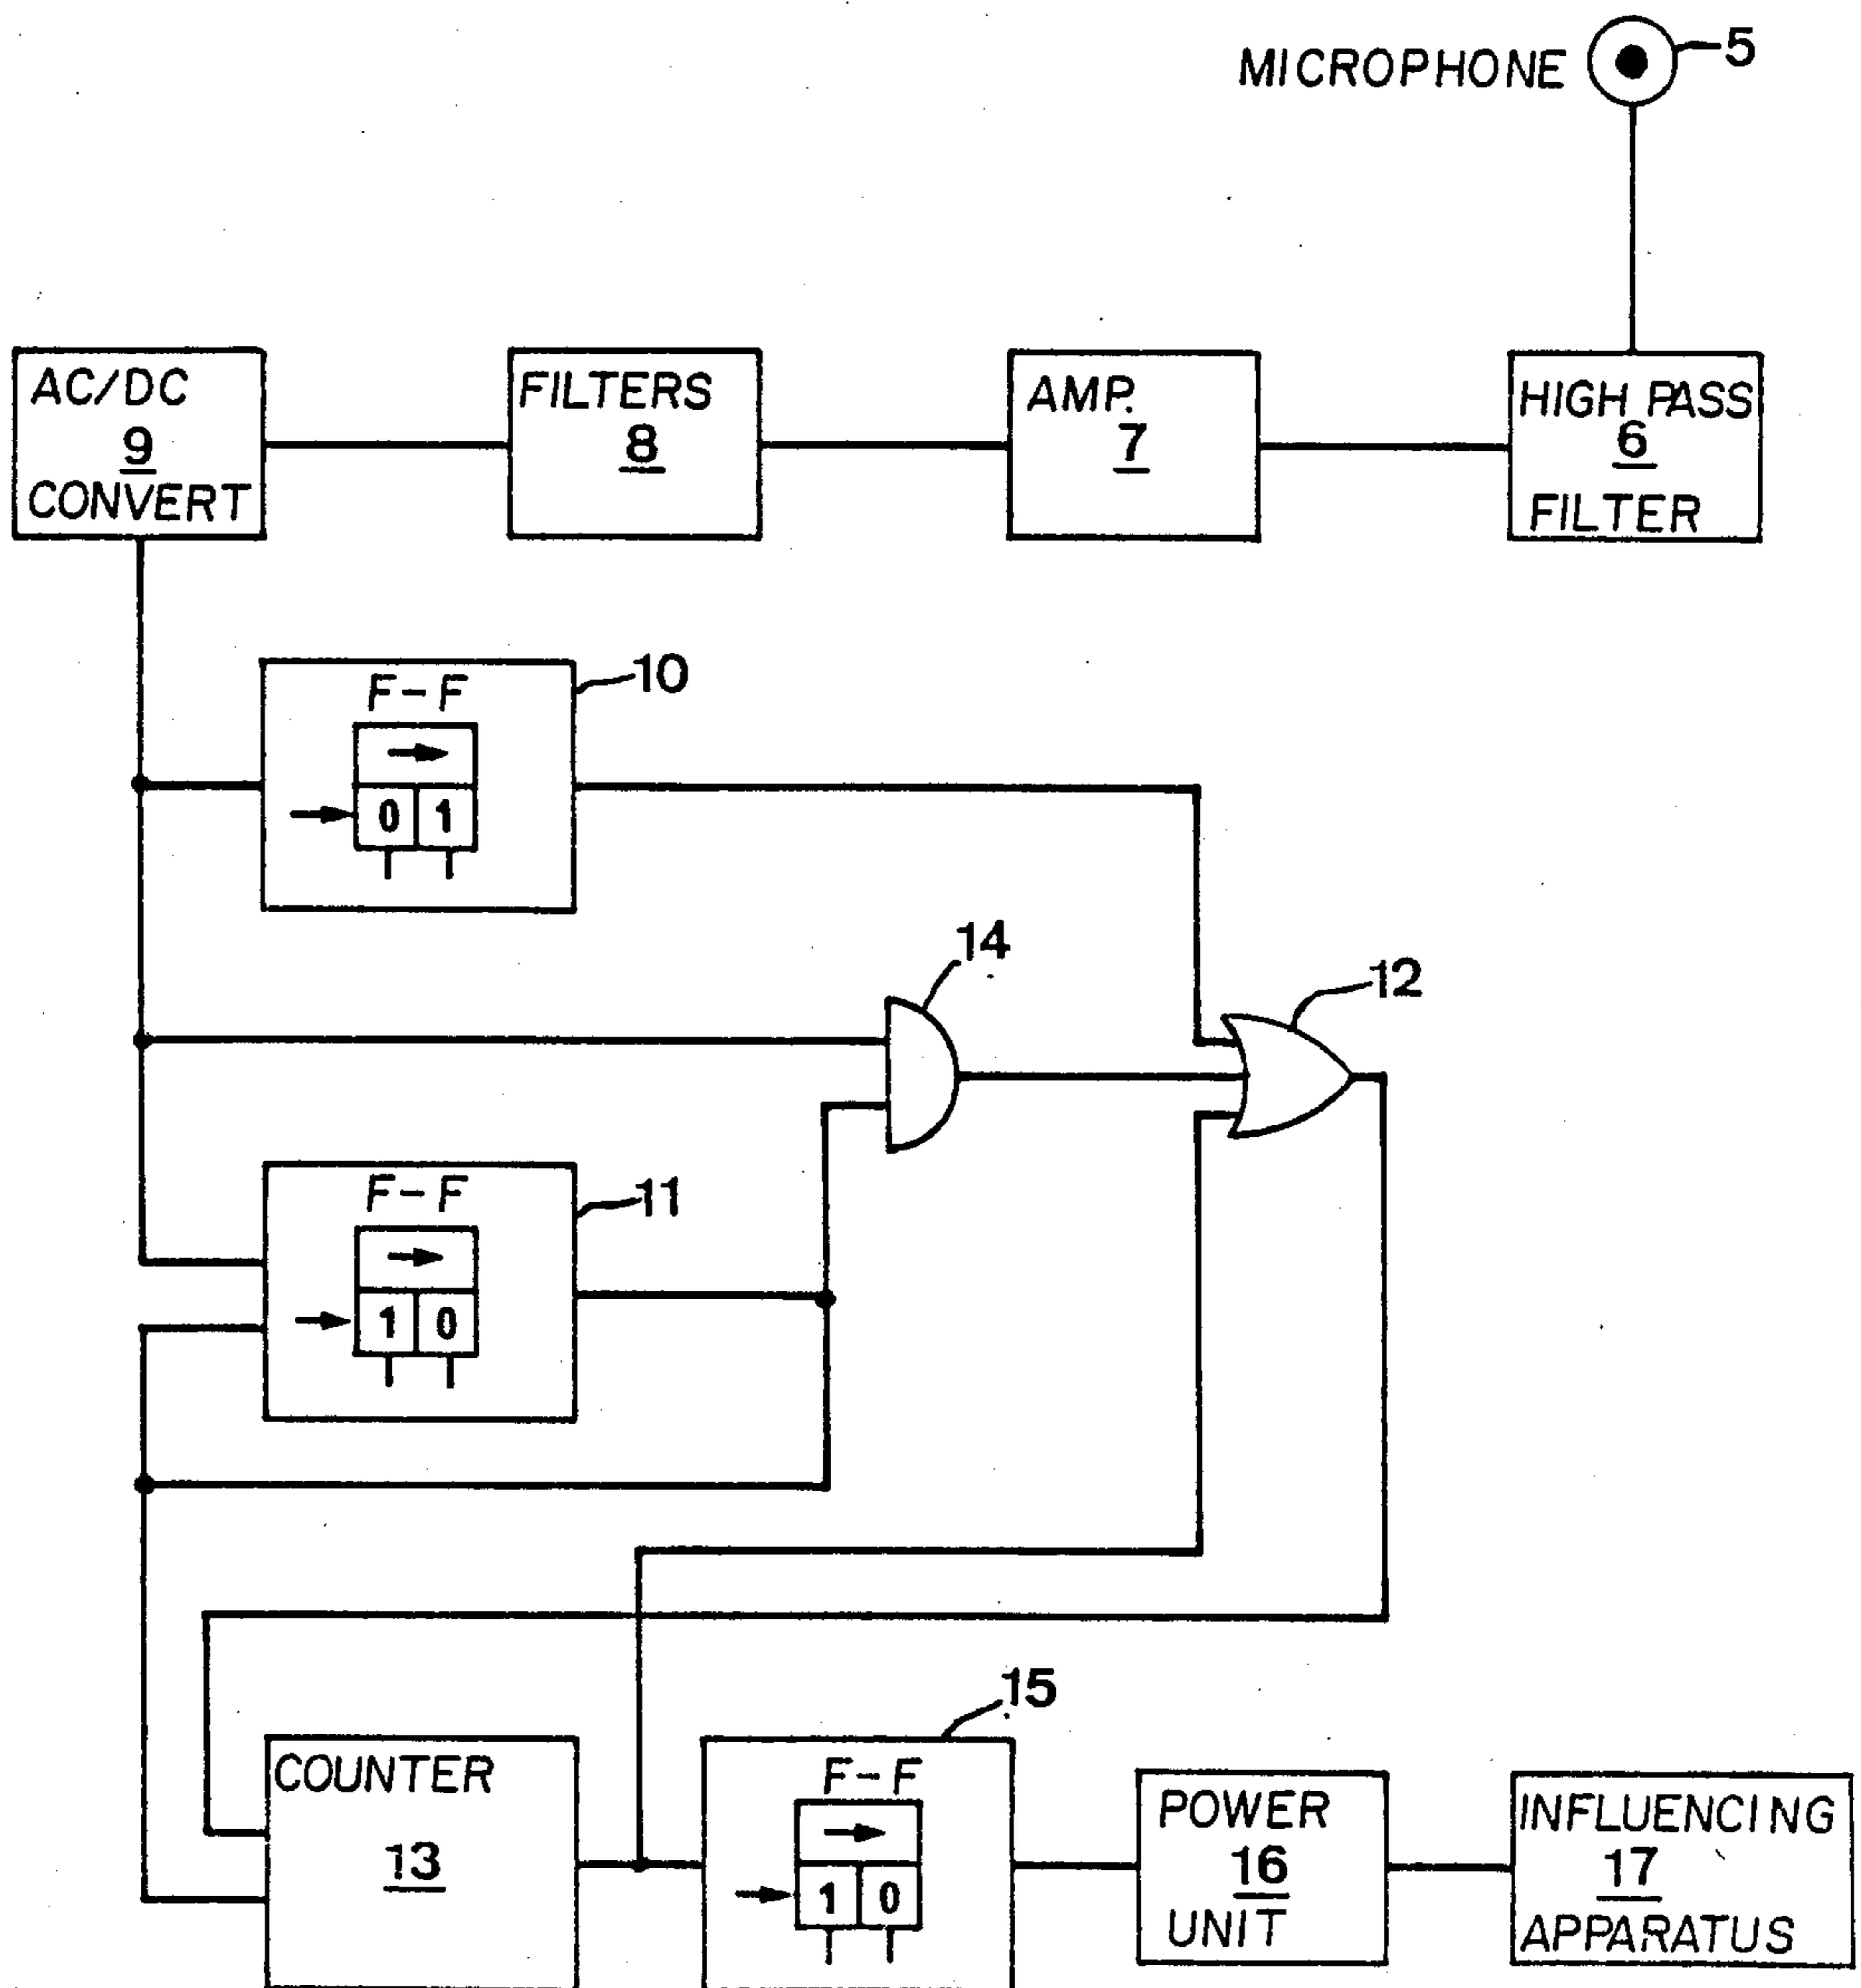 MICROPHONE
5
AC/DC
9
CONVERT
FILTERS
8
AMP.
7
HIGH PASS
6
FILTER
10
F-F
0 1
14
12
11
F-F
1 0
COUNTER
13
15
F-F
1 0
POWER
16
UNIT
INFLUENCING
17
APPARATUS